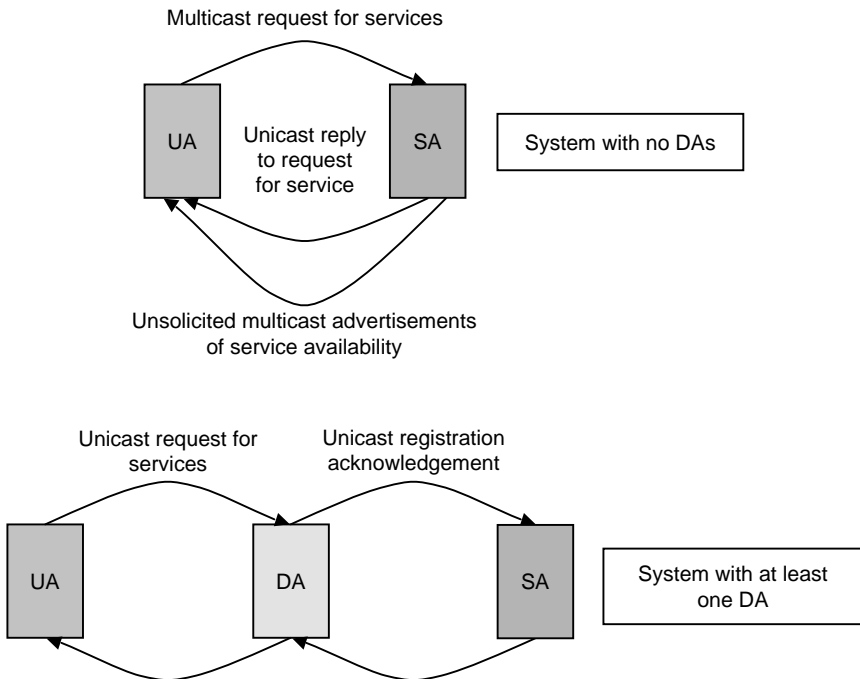 Multicast request for services
UA
Unicast reply
to request
for service
SA
System with no DAs
Unsolicited multicast advertisements
of service availability
Unicast request for
services
Unicast registration
acknowledgement
UA
DA
SA
System with at least
one DA